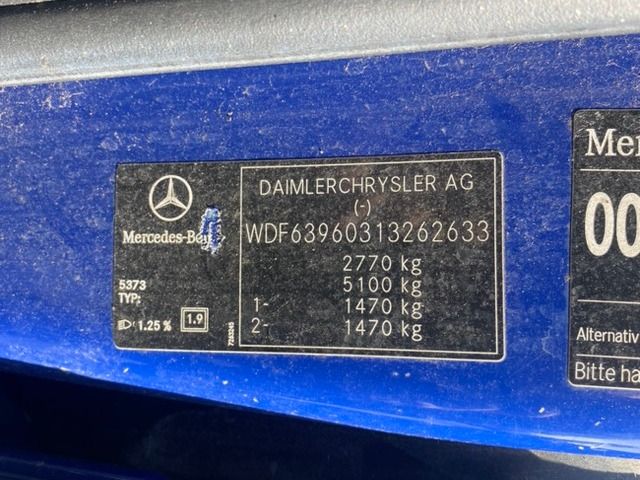 DAIMLERCHRYSLER AG
(-)
WDF63960313262633
2770 kg
5100 kg
1- 1470 kg
2- 1470 kg
Mercedes-Benz
5373
TYP:
1.25 % 1.9
7283245
Mer
00
Alternativ
Bitte ha